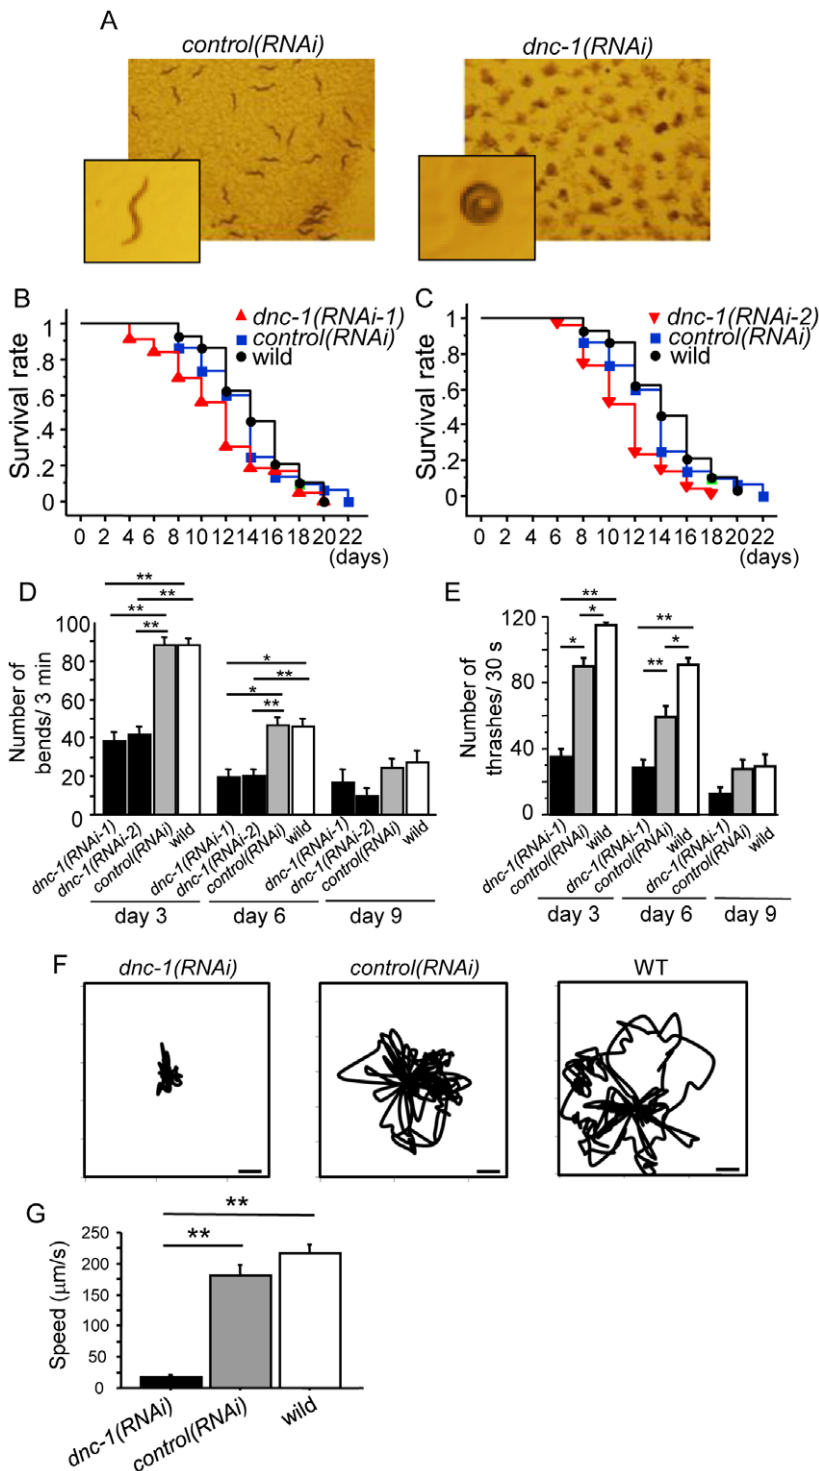 A
control(RNAi)
dnc-1(RNAi)
B
dnc-1(RNAi-1)
control(RNAi)
wild
Survival rate
1
.8
.6
.4
.2
0
0 2 4 6 8 10 12 14 16 18 20 22
(days)
C
dnc-1(RNAi-2)
control(RNAi)
wild
Survival rate
1
.8
.6
.4
.2
0
0 2 4 6 8 10 12 14 16 18 20 22
(days)
D
Number of
bends/ 3 min
100
80
60
40
20
0
**
**
**
**
*
**
*
**
dnc-1(RNAi-1)
dnc-1(RNAi-2)
control(RNAi)
wild
dnc-1(RNAi-1)
dnc-1(RNAi-2)
control(RNAi)
wild
dnc-1(RNAi-1)
dnc-1(RNAi-2)
control(RNAi)
wild
day 3
day 6
day 9
E
Number of
thrashes/ 30 s
120
80
40
0
**
*
*
**
*
**
dnc-1(RNAi-1)
control(RNAi)
wild
dnc-1(RNAi-1)
control(RNAi)
wild
dnc-1(RNAi-1)
control(RNAi)
wild
day 3
day 6
day 9
F
dnc-1(RNAi)
control(RNAi)
WT
G
Speed (μm/s)
250
200
150
100
50
0
**
**
dnc-1(RNAi)
control(RNAi)
wild